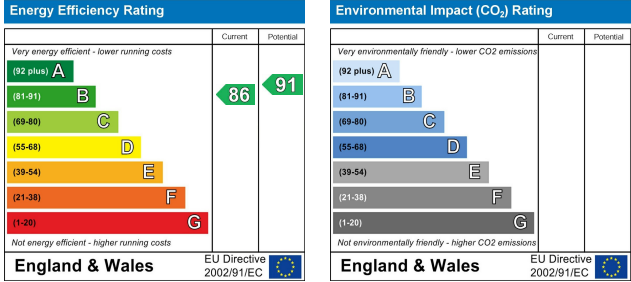 Energy Efficiency Rating
Current Potential
Very energy efficient - lower running costs
(92 plus) A
(81-91) B
(69-80) C
(55-68) D
(39-54) E
(21-38) F
(1-20) G
86
91
Not energy efficient - higher running costs
England & Wales
EU Directive
2002/91/EC
Environmental Impact (CO₂) Rating
Current Potential
Very environmentally friendly - lower CO2 emissions
(92 plus) A
(81-91) B
(69-80) C
(55-68) D
(39-54) E
(21-38) F
(1-20) G
Not environmentally friendly - higher CO2 emissions
England & Wales
EU Directive
2002/91/EC